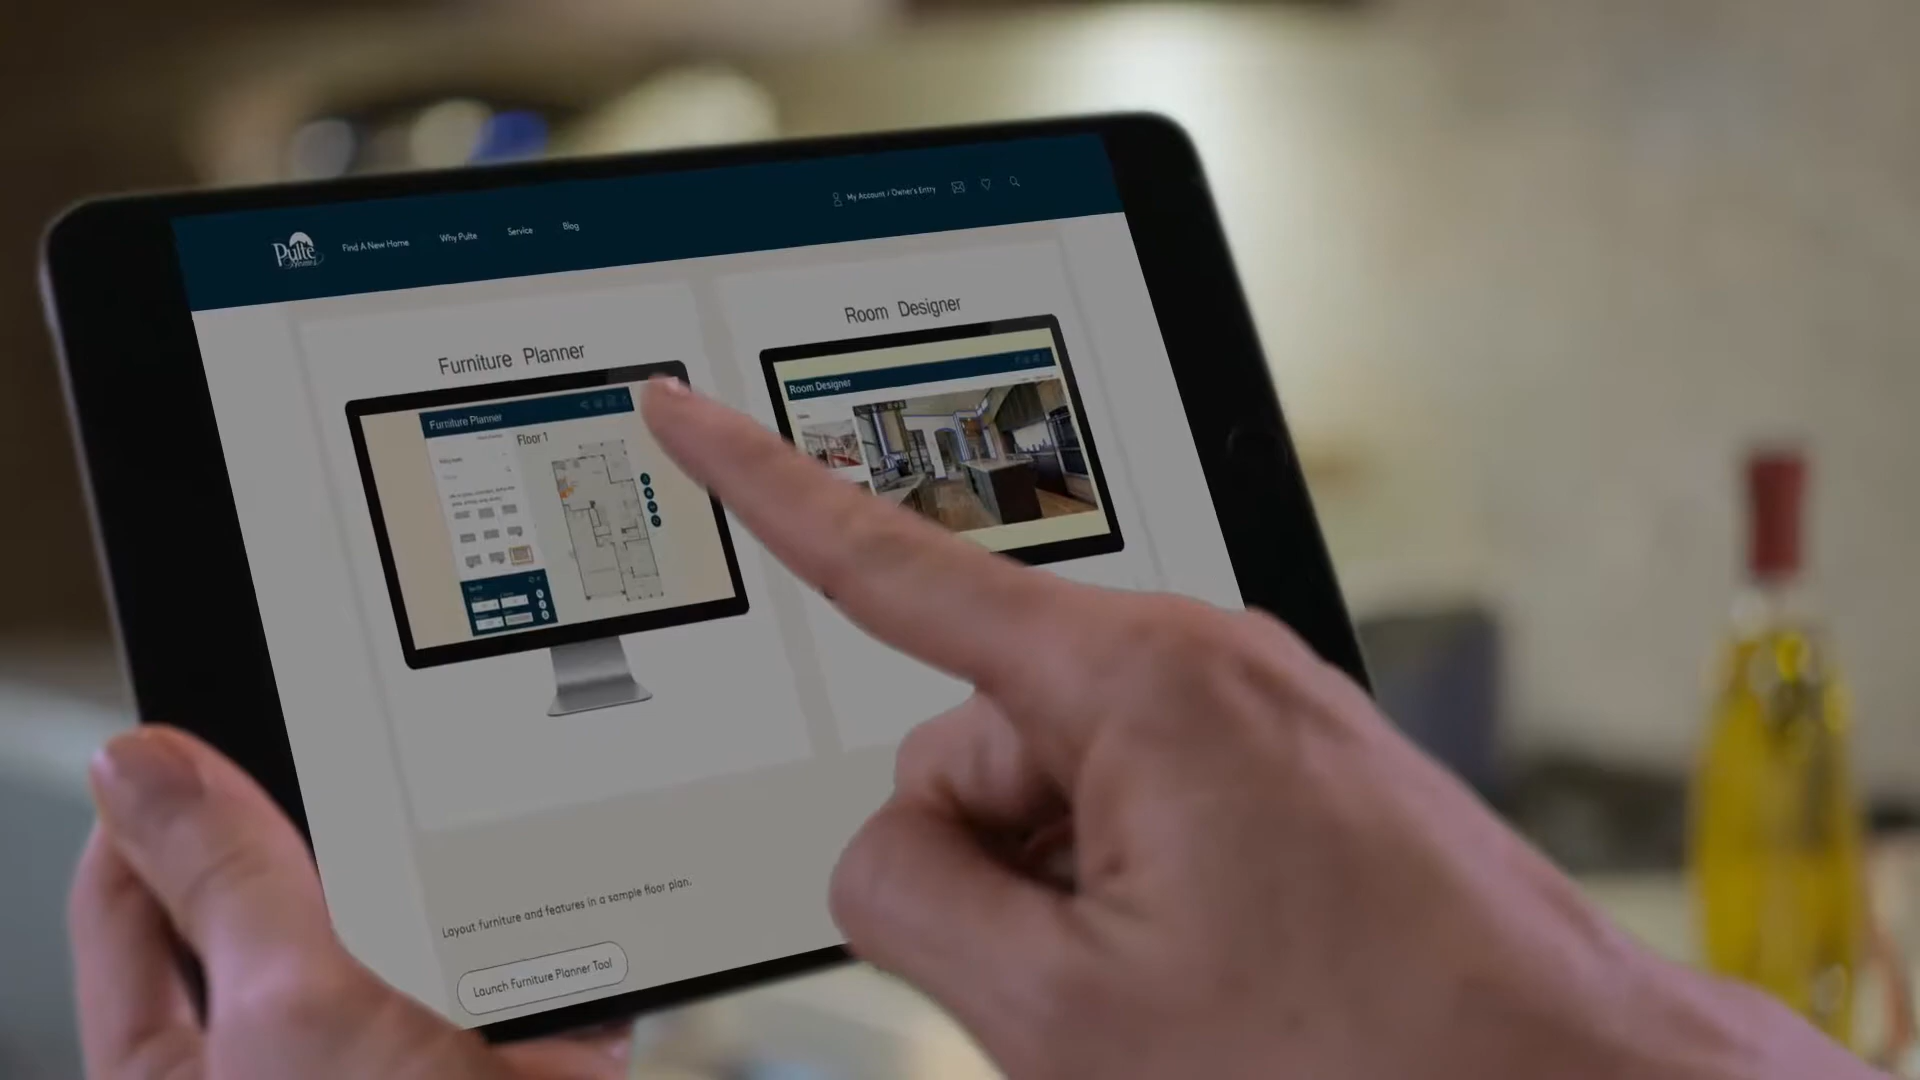 Pulte
Find A New Home
Why Pulte
Service
Blog
My Account / Owner's Entry
Furniture Planner
Furniture Planner
Floor 1
Room Designer
Room Designer
Layout furniture and features in a sample floor plan.
Launch Furniture Planner Tool